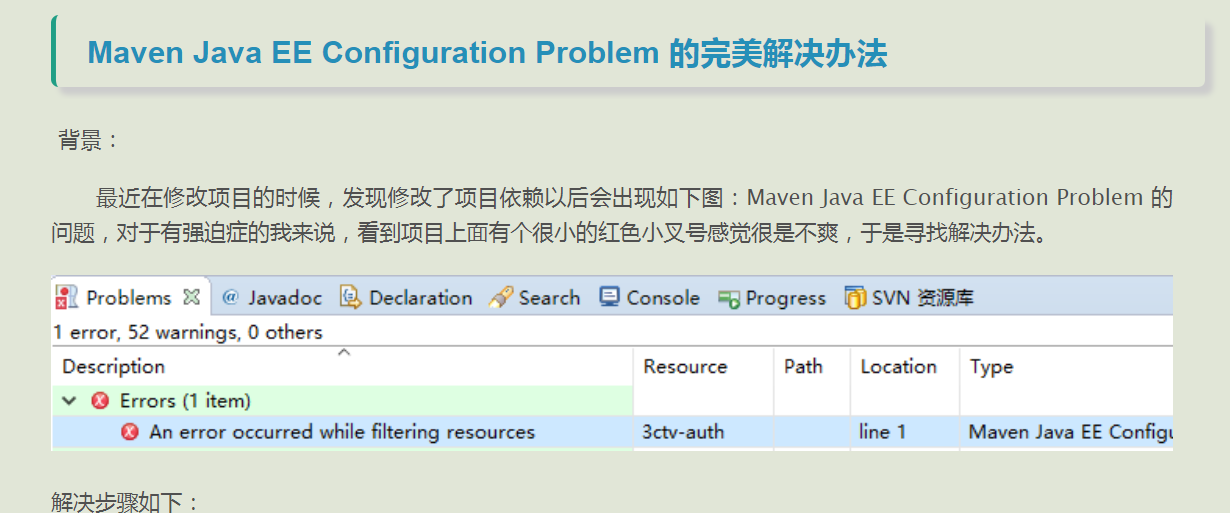 Maven Java EE Configuration Problem 的完美解决办法
背景：
最近在修改项目的时候，发现修改了项目依赖以后会出现如下图：Maven Java EE Configuration Problem 的
问题，对于有强迫症的我来说，看到项目上面有个很小的红色小叉号感觉很是不爽，于是寻找解决办法。
Problems @ Javadoc Declaration Search Console Progress SVN 资源库
1 error, 52 warnings, 0 others
Description Resource Path Location Type
Errors (1 item)
An error occurred while filtering resources 3ctv-auth line 1 Maven Java EE Configu
解决步骤如下：